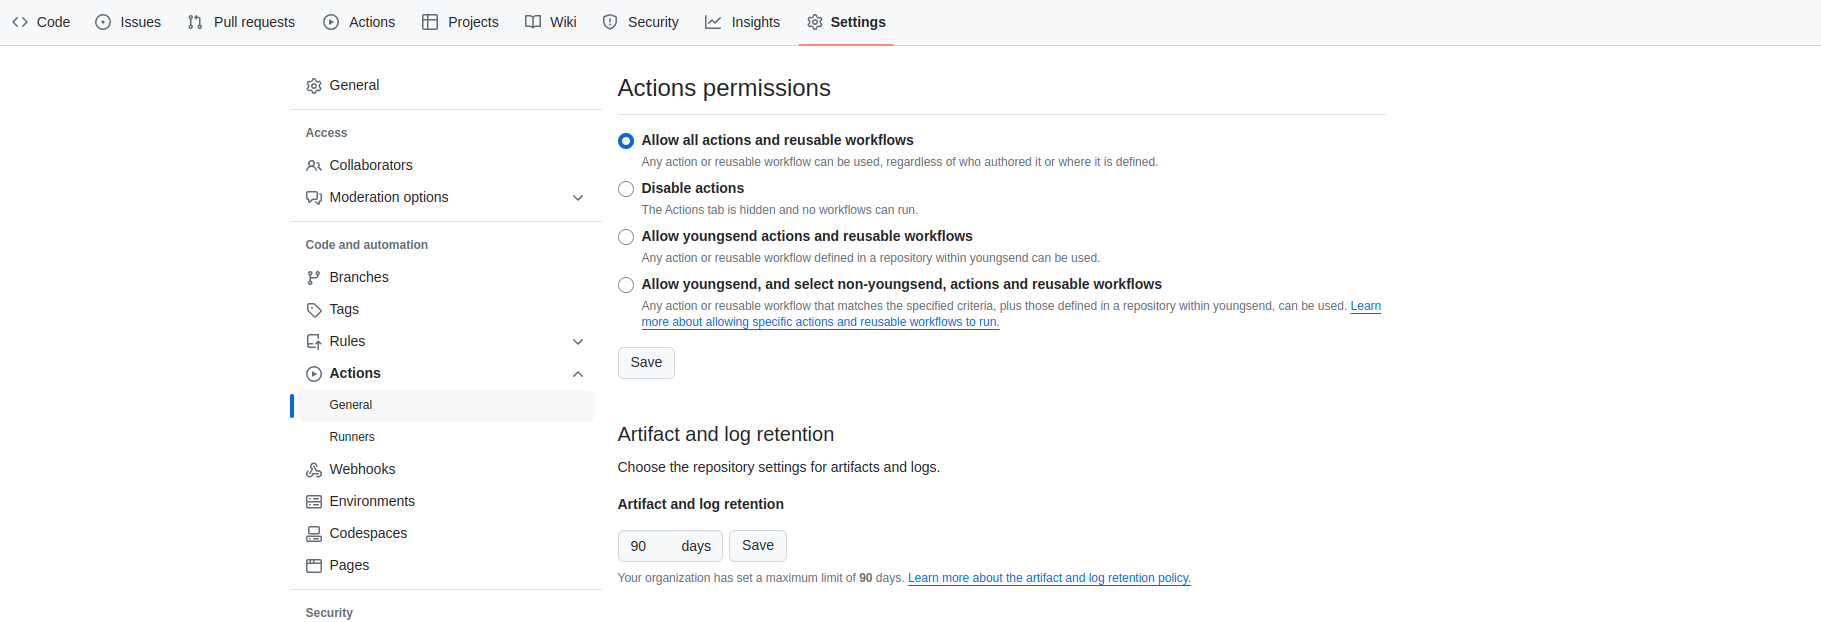 Code Issues Pull requests Actions Projects Wiki Security Insights Settings
General
Access
Collaborators
Moderation options
Code and automation
Branches
Tags
Rules
Actions
General
Runners
Webhooks
Environments
Codespaces
Pages
Security
Actions permissions
Allow all actions and reusable workflows
Any action or reusable workflow can be used, regardless of who authored it or where it is defined.
Disable actions
The Actions tab is hidden and no workflows can run.
Allow youngsend actions and reusable workflows
Any action or reusable workflow defined in a repository within youngsend can be used.
Allow youngsend, and select non-youngsend, actions and reusable workflows
Any action or reusable workflow that matches the specified criteria, plus those defined in a repository within youngsend, can be used. Learn
more about allowing specific actions and reusable workflows to run.
Save
Artifact and log retention
Choose the repository settings for artifacts and logs.
Artifact and log retention
90 days Save
Your organization has set a maximum limit of 90 days. Learn more about the artifact and log retention policy.